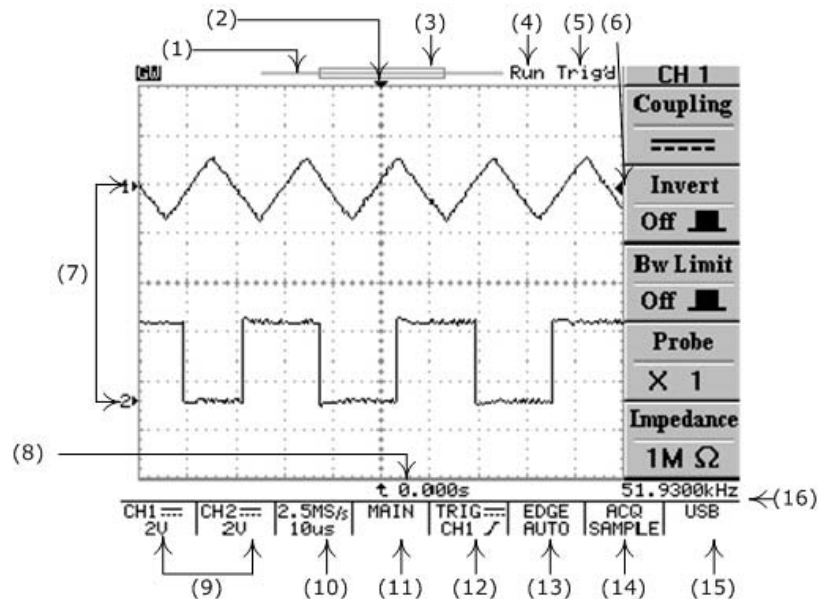 (2) (3) (4) (5) (6)
(1)
GW Run Trig'd CH 1
Coupling
1
Invert
Off
(7)
Bw Limit
Off
Probe
X 1
2
Impedance
1M Ω
(8)
t 0.000s 51.9300kHz
(16)
CH1 CH2 2.5MS/s MAIN TRIG EDGE ACQ USB
2V 2V 10us CH1 AUTO SAMPLE
(9) (10) (11) (12) (13) (14) (15)